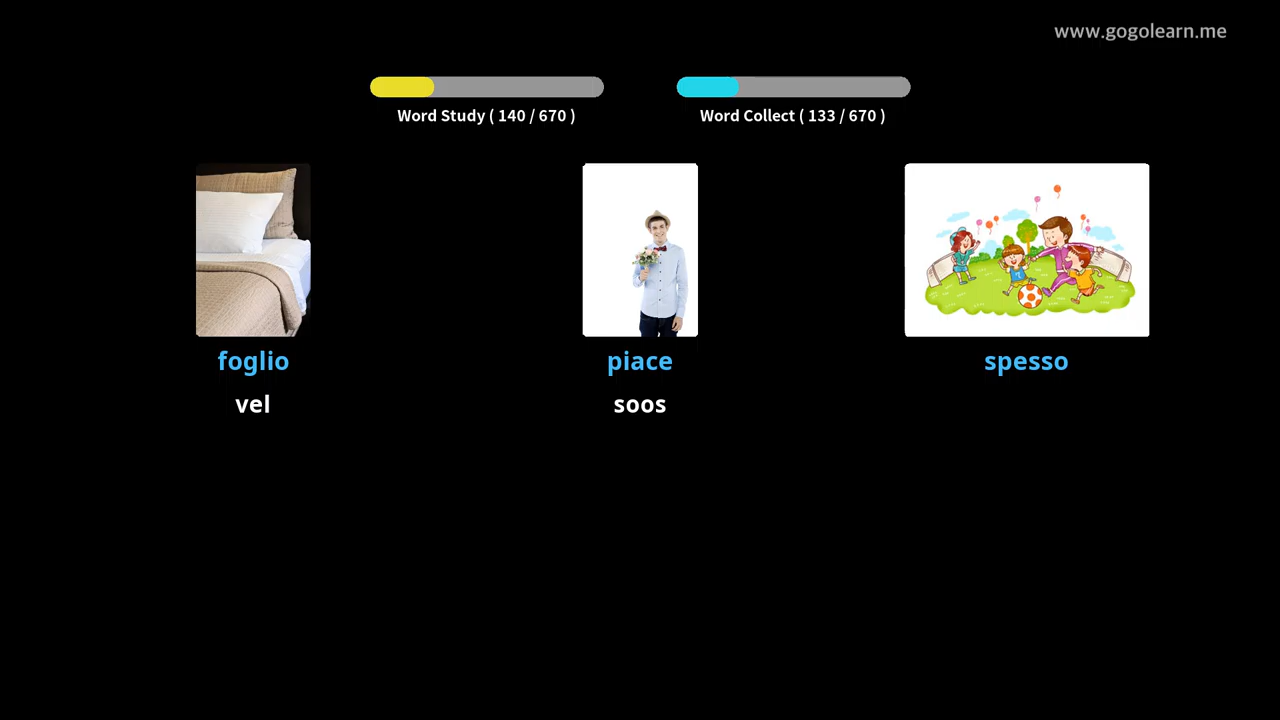 www.gogolearn.me
Word Study ( 140 / 670 )
Word Collect ( 133 / 670 )
foglio
vel
piace
soos
spesso